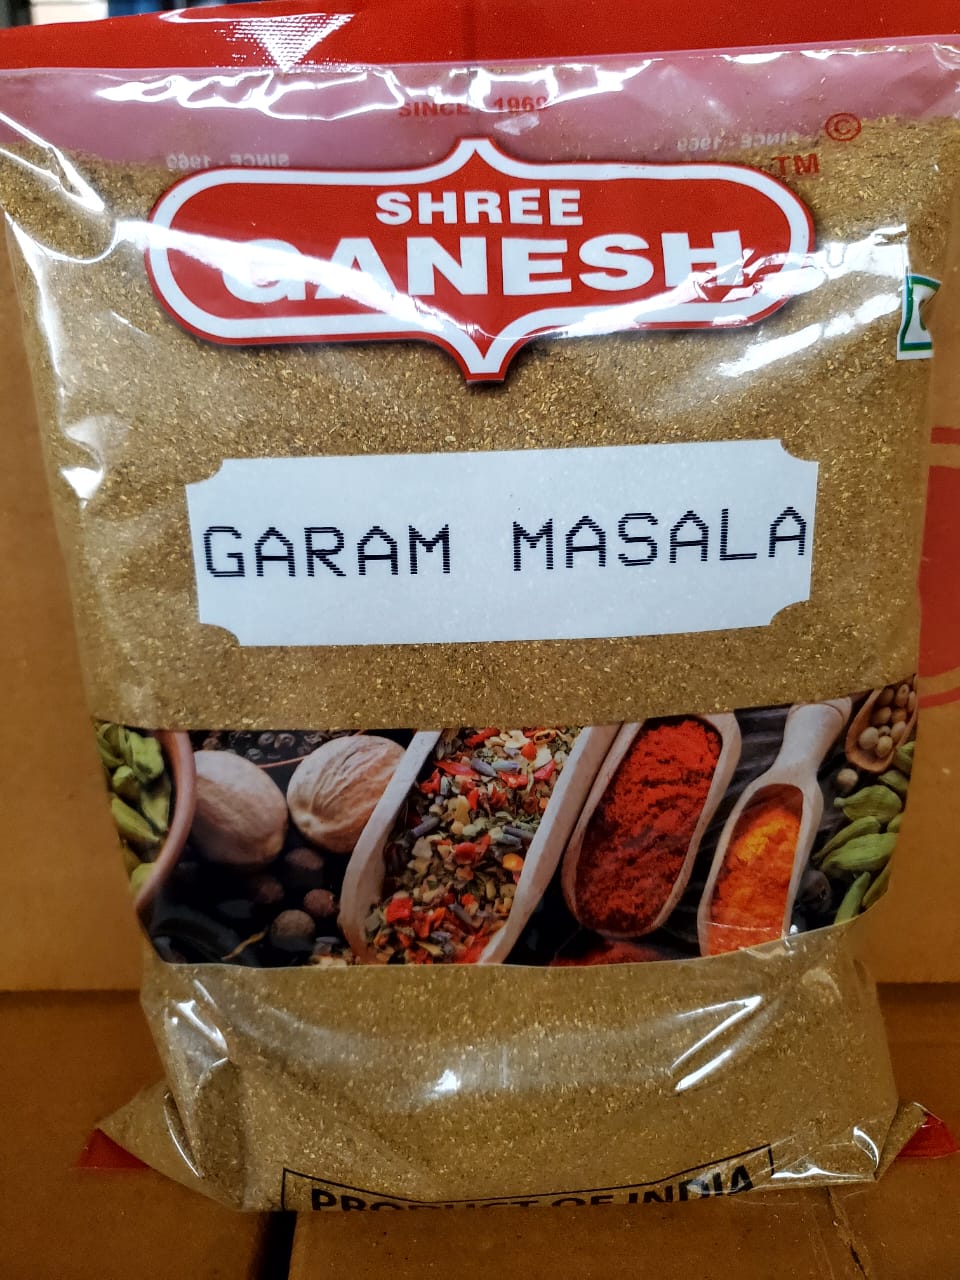 SINCE - 1969
©
TM
SHREE
GANESH
GARAM MASALA
PRODUCT OF INDIA